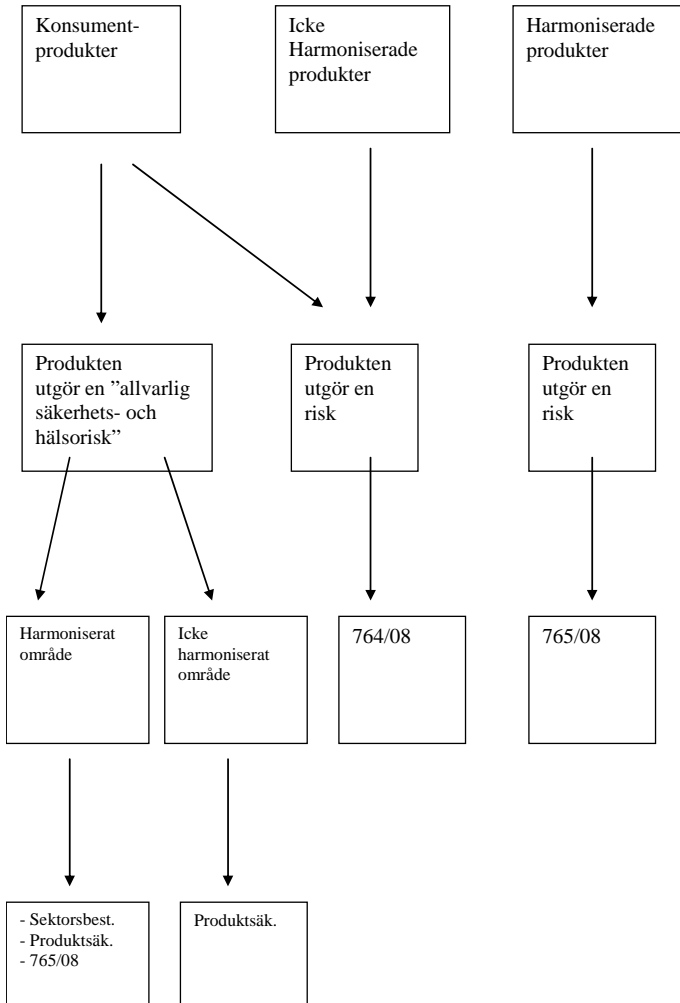 Konsument-
produkter
Icke
Harmoniserade
produkter
Harmoniserade
produkter
Produkten
utgör en ”allvarlig
säkerhets- och
hälsorisk”
Produkten
utgör en
risk
Produkten
utgör en
risk
Harmoniserat
område
Icke
harmoniserat
område
764/08
765/08
- Sektorsbest.
- Produktsäk.
- 765/08
Produktsäk.